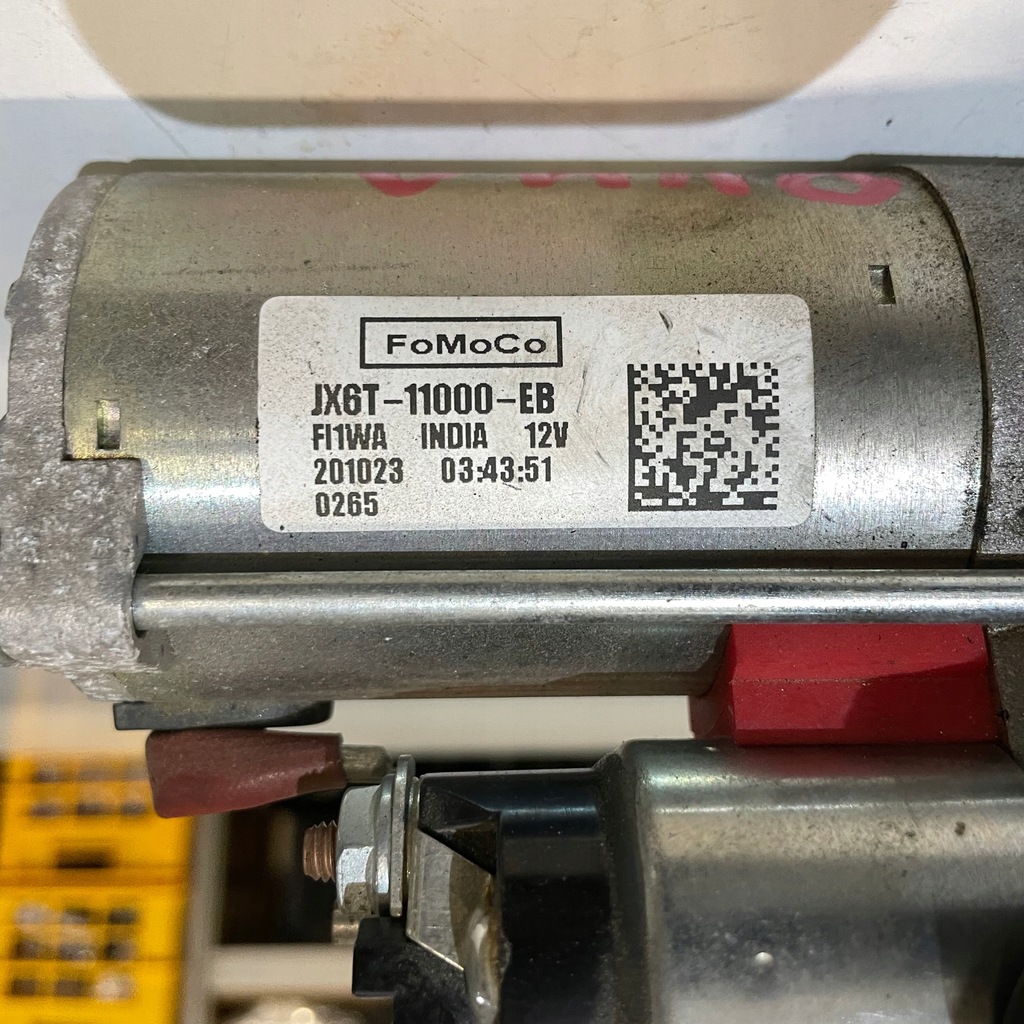 FoMoCo
JX6T-11000-EB
FI1WA INDIA 12V
201023 03:43:51
0265